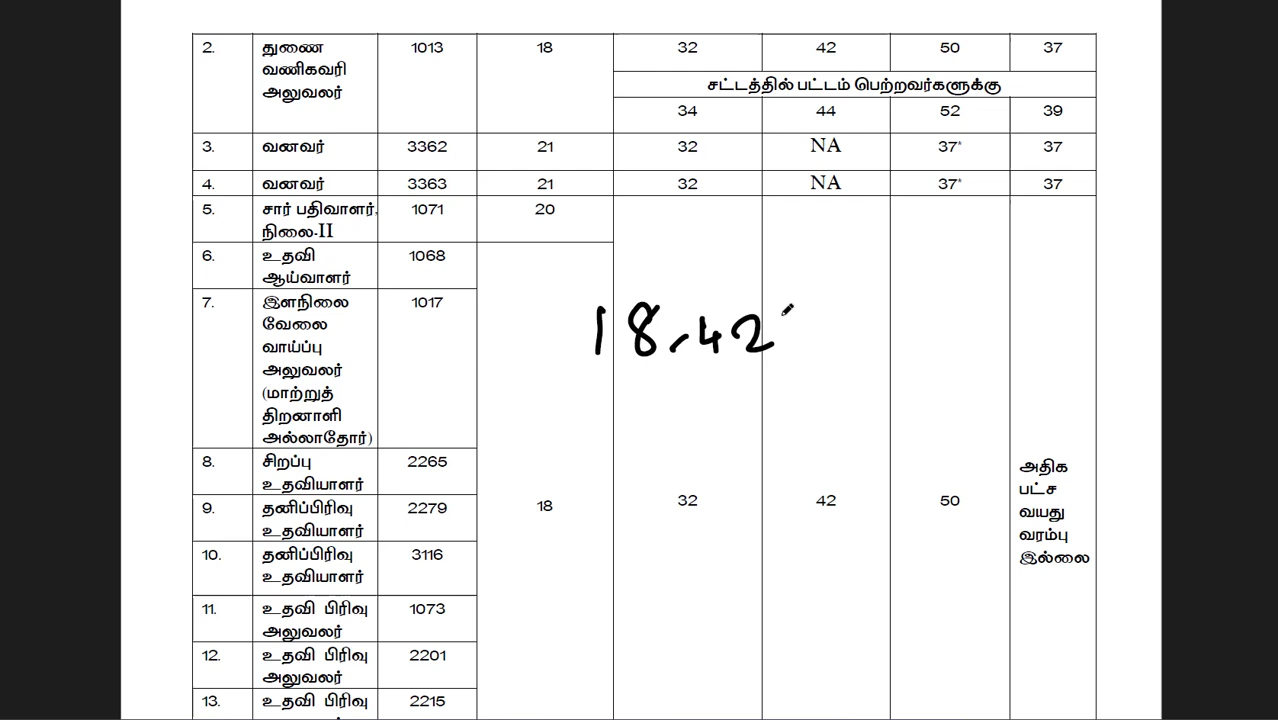 2. துணை 1013 18 32 42 50 37
வணிகவரி
அலுவலர்
சட்டத்தில் பட்டம் பெற்றவர்களுக்கு
34 44 52 39
3. வனவர் 3362 21 32 NA 37* 37
4. வனவர் 3363 21 32 NA 37* 37
5. சார் பதிவாளர், 1071 20
நிலை-II
6. உதவி 1068
ஆய்வாளர்
7. இளநிலை 1017
வேலை
வாய்ப்பு
அலுவலர்
(மாற்றுத்
திறனாளி
அல்லாதோர்)
18-42
8. சிறப்பு 2265
உதவியாளர்
9. தனிப்பிரிவு 2279
உதவியாளர்
18 32 42 50
அதிக
பட்ச
வயது
வரம்பு
இல்லை
10. தனிப்பிரிவு 3116
உதவியாளர்
11. உதவி பிரிவு 1073
அலுவலர்
12. உதவி பிரிவு 2201
அலுவலர்
13. உதவி பிரிவு 2215